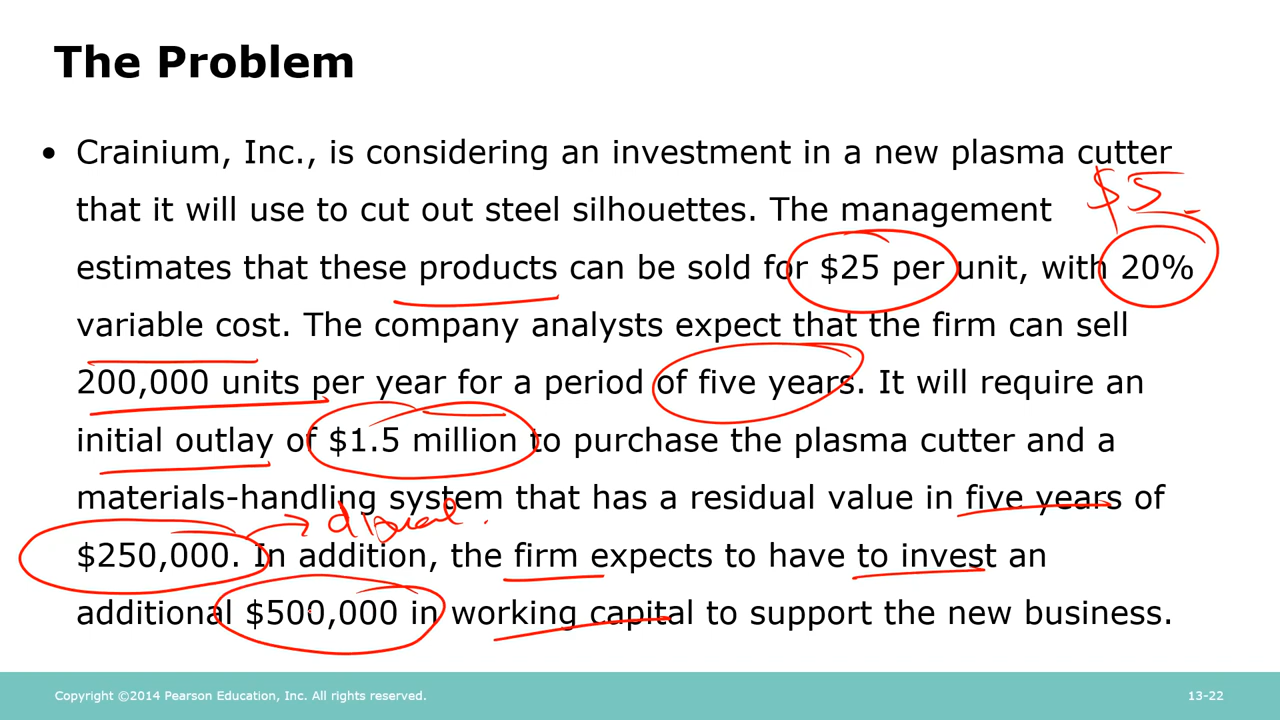 The Problem
• Crainium, Inc., is considering an investment in a new plasma cutter
$5
that it will use to cut out steel silhouettes. The management
estimates that these products can be sold for $25 per unit, with 20%
variable cost. The company analysts expect that the firm can sell
200,000 units per year for a period of five years. It will require an
initial outlay of $1.5 million to purchase the plasma cutter and a
materials-handling system that has a residual value in five years of
$250,000. In addition, the firm expects to have to invest an
additional $500,000 in working capital to support the new business.
Copyright ©2014 Pearson Education, Inc. All rights reserved.
13-22